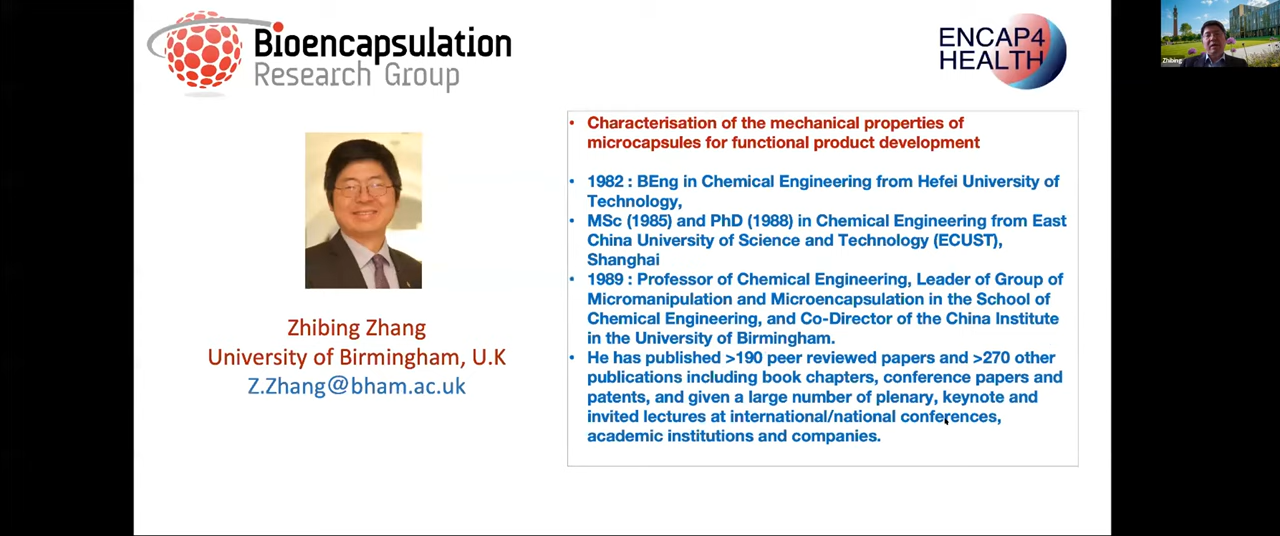 Bioencapsulation
Research Group
ENCAP4
HEALTH
Zhibing
• Characterisation of the mechanical properties of
microcapsules for functional product development
• 1982 : BEng in Chemical Engineering from Hefei University of
Technology,
• MSc (1985) and PhD (1988) in Chemical Engineering from East
China University of Science and Technology (ECUST),
Shanghai
• 1989 : Professor of Chemical Engineering, Leader of Group of
Micromanipulation and Microencapsulation in the School of
Chemical Engineering, and Co-Director of the China Institute
in the University of Birmingham.
• He has published >190 peer reviewed papers and >270 other
publications including book chapters, conference papers and
patents, and given a large number of plenary, keynote and
invited lectures at international/national conferences,
academic institutions and companies.
Zhibing Zhang
University of Birmingham, U.K
Z.Zhang@bham.ac.uk